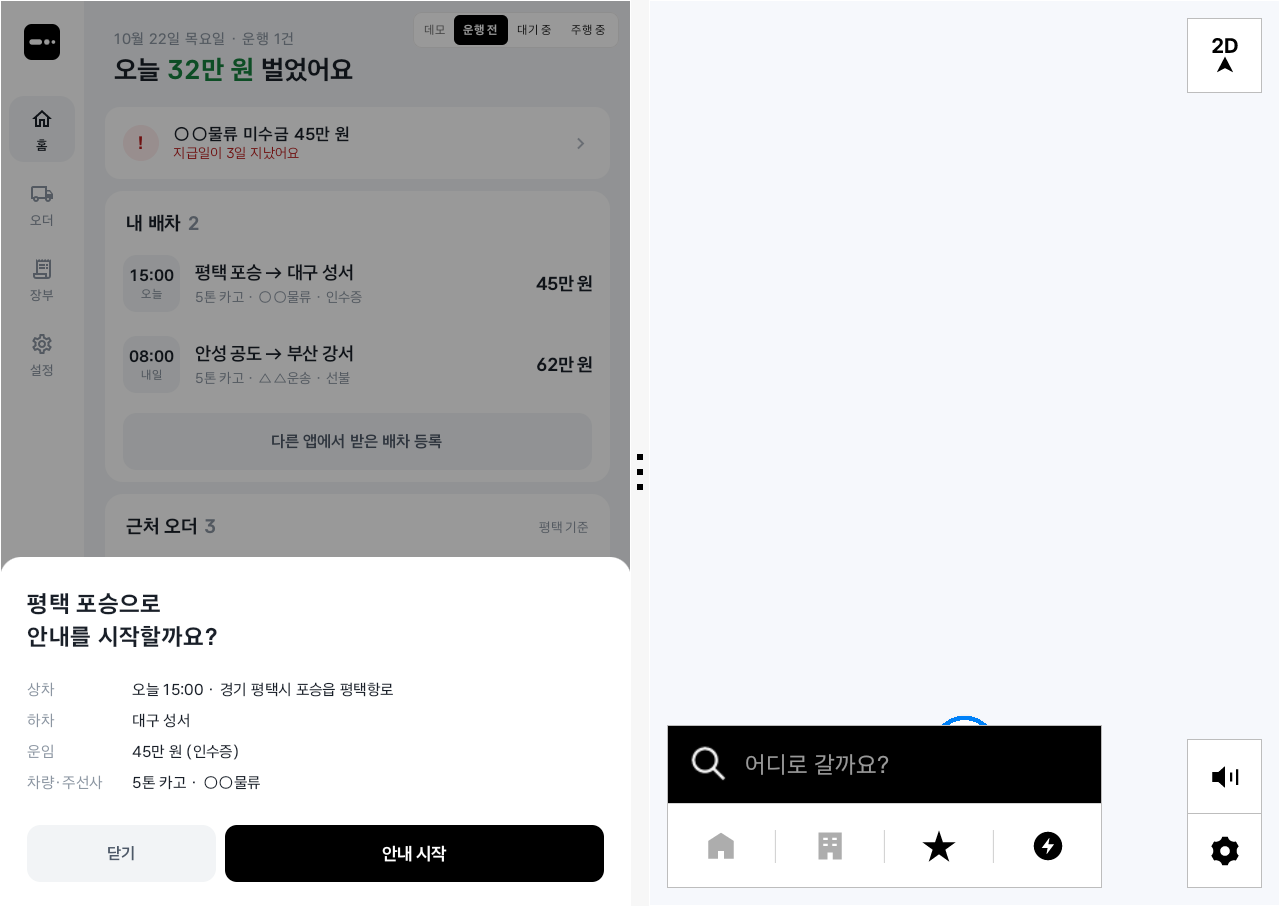 10월 22일 목요일 · 운행 1건
데모 운행 전 대기 중 주행 중
오늘 32만 원 벌었어요
홈
오더
장부
설정
! ○○물류 미수금 45만 원
지급일이 3일 지났어요
내 배차 2
15:00 평택 포승 → 대구 성서
오늘 5톤 카고 · ○○물류 · 인수증
45만 원
08:00 안성 공도 → 부산 강서
내일 5톤 카고 · △△운송 · 선불
62만 원
다른 앱에서 받은 배차 등록
근처 오더 3
평택 기준
평택 포승으로
안내를 시작할까요?
상차 오늘 15:00 · 경기 평택시 포승읍 평택항로
하차 대구 성서
운임 45만 원 (인수증)
차량·주선사 5톤 카고 · ○○물류
닫기
안내 시작
2D
어디로 갈까요?